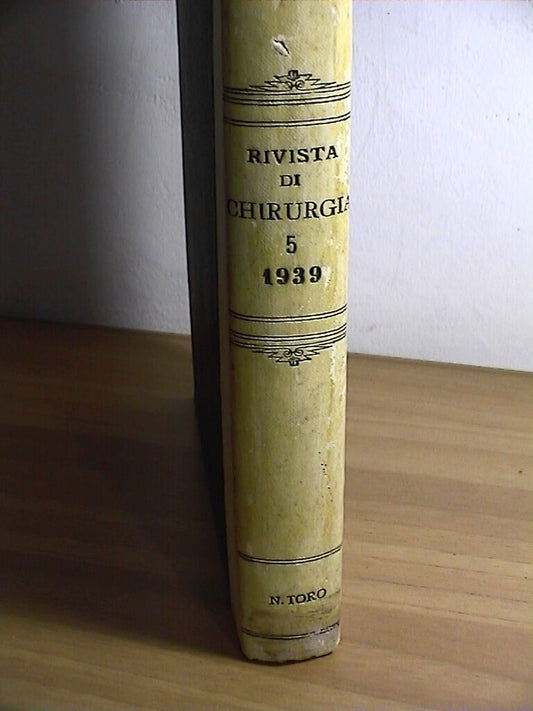 RIVISTA
DI
CHIRURGIA
5
1939
N. TORO